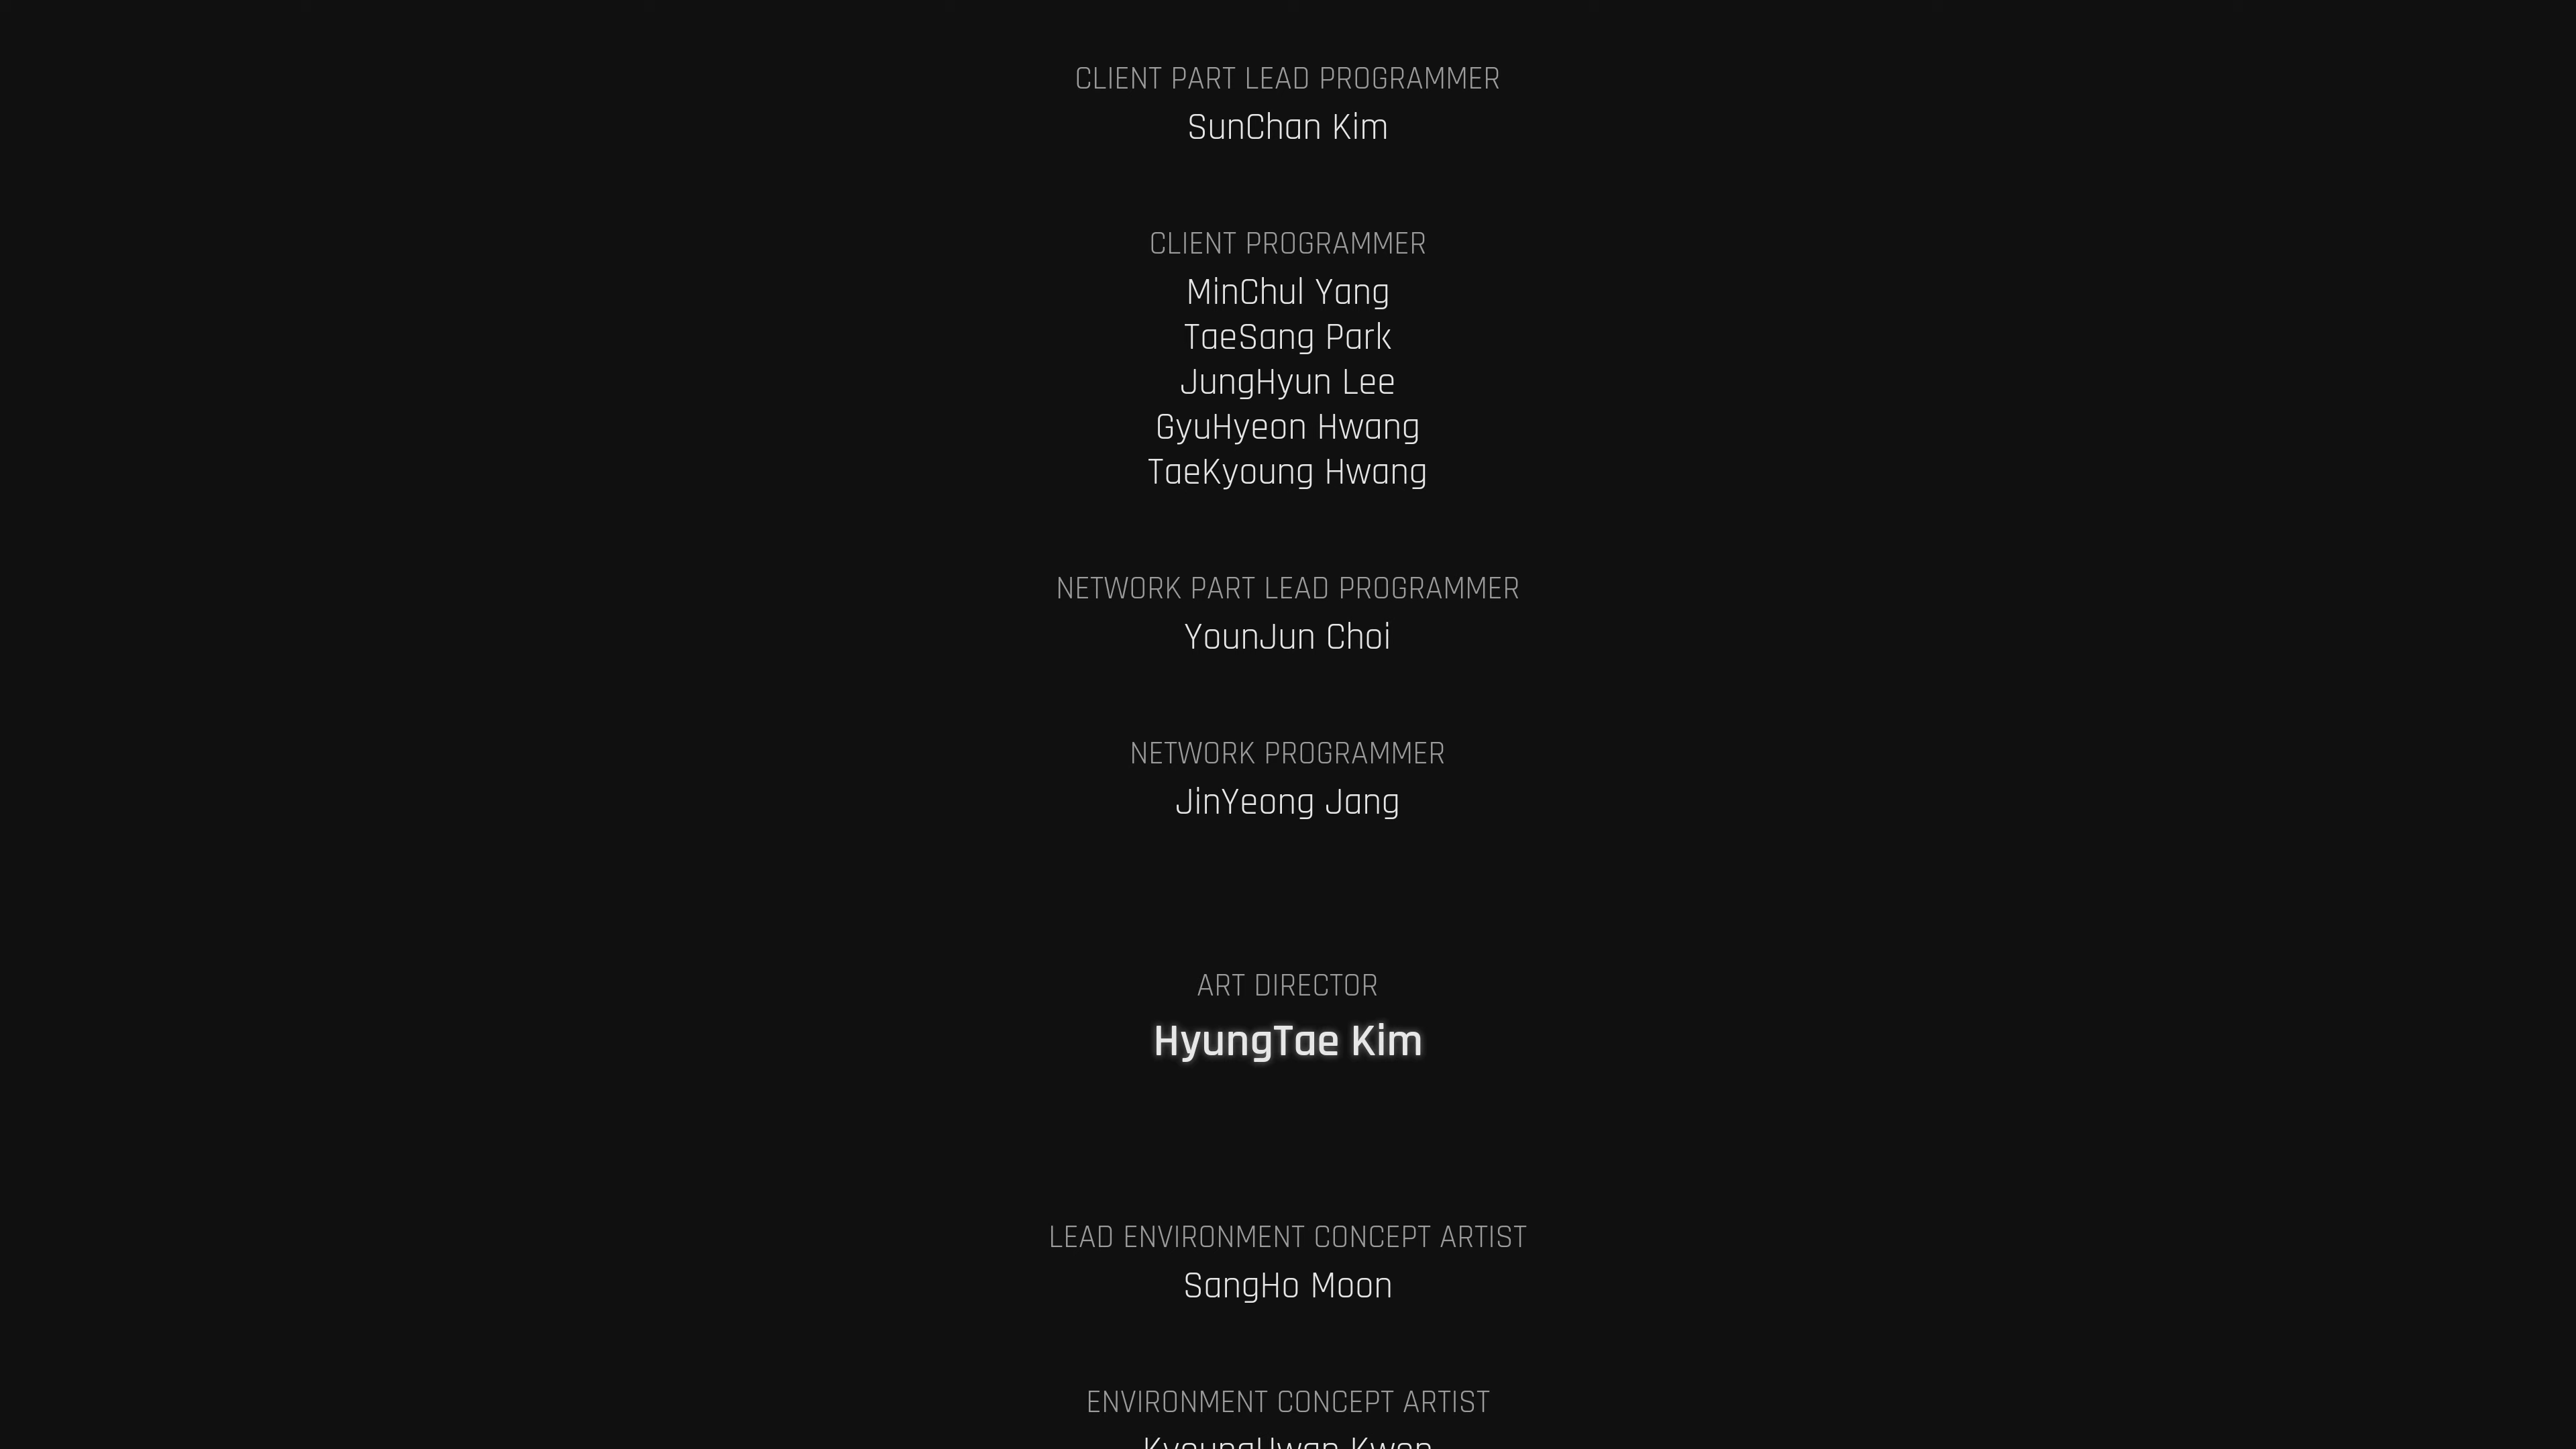 CLIENT PART LEAD PROGRAMMER
SunChan Kim
CLIENT PROGRAMMER
MinChul Yang
TaeSang Park
JungHyun Lee
GyuHyeon Hwang
TaeKyoung Hwang
NETWORK PART LEAD PROGRAMMER
YounJun Choi
NETWORK PROGRAMMER
JinYeong Jang
ART DIRECTOR
HyungTae Kim
LEAD ENVIRONMENT CONCEPT ARTIST
SangHo Moon
ENVIRONMENT CONCEPT ARTIST